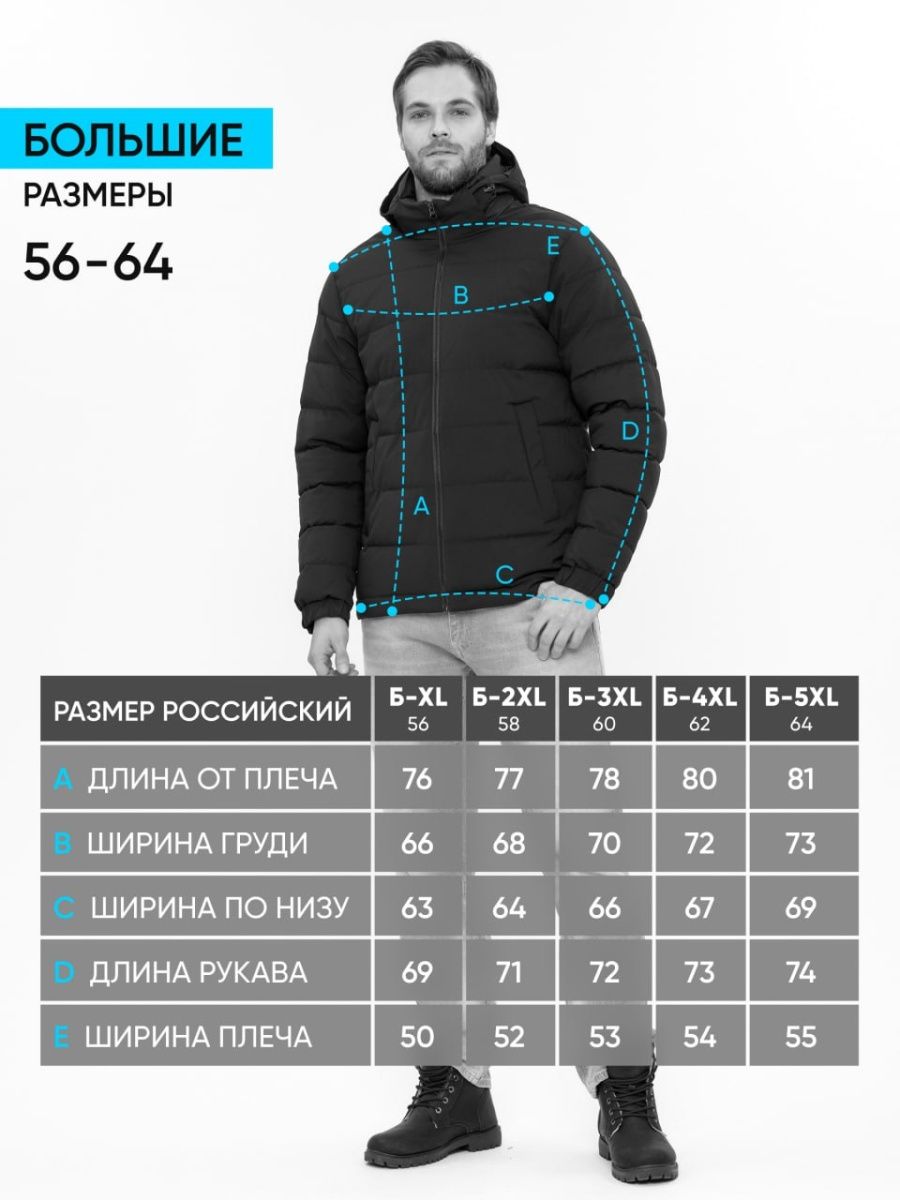 БОЛЬШИЕ
РАЗМЕРЫ
56-64
E
B
D
A
C
РАЗМЕР РОССИЙСКИЙ Б-XL 56 Б-2XL 58 Б-3XL 60 Б-4XL 62 Б-5XL 64
A ДЛИНА ОТ ПЛЕЧА 76 77 78 80 81
B ШИРИНА ГРУДИ 66 68 70 72 73
C ШИРИНА ПО НИЗУ 63 64 66 67 69
D ДЛИНА РУКАВА 69 71 72 73 74
E ШИРИНА ПЛЕЧА 50 52 53 54 55